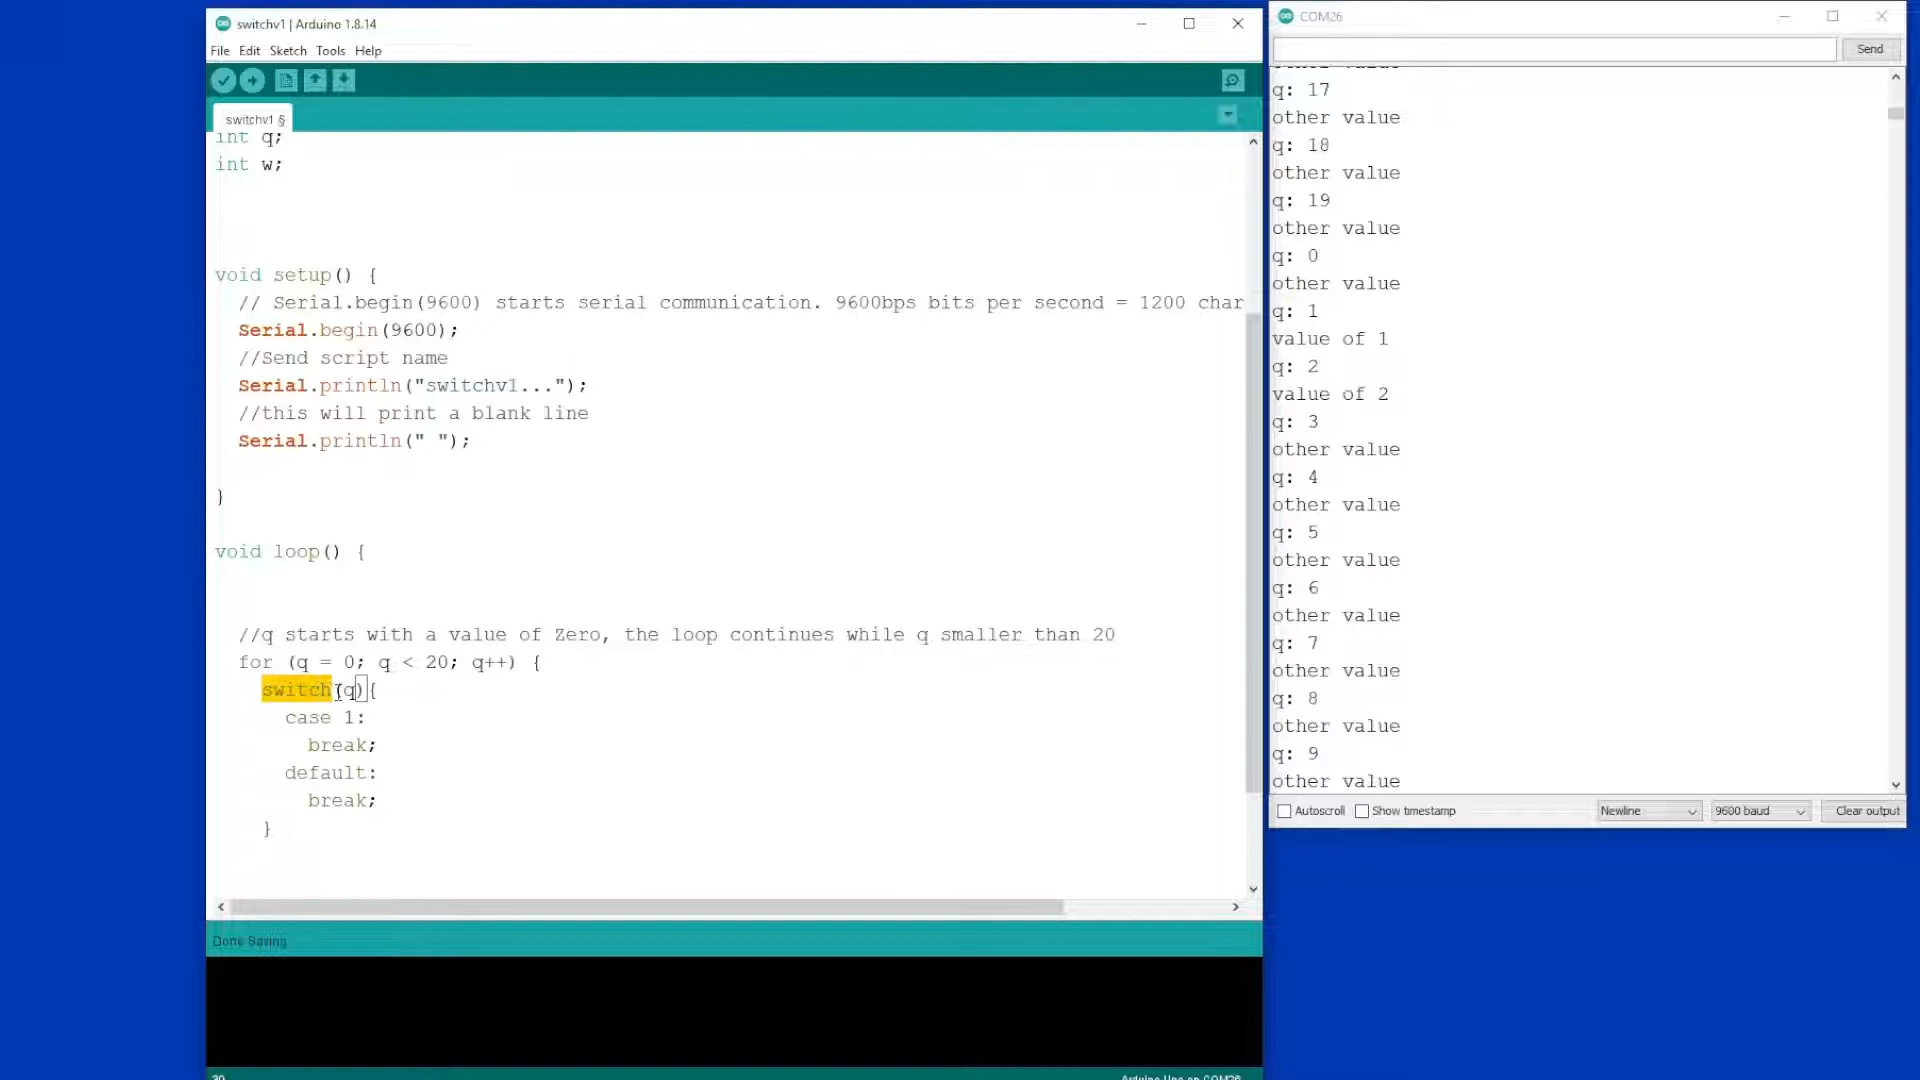 switchv1 | Arduino 1.8.14
File Edit Sketch Tools Help
switchv1 §
int q;
int w;
void setup() {
// Serial.begin(9600) starts serial communication. 9600bps bits per second = 1200 char
Serial.begin(9600);
//Send script name
Serial.println("switchv1...");
//this will print a blank line
Serial.println(" ");
}
void loop() {
//q starts with a value of Zero, the loop continues while q smaller than 20
for (q = 0; q < 20; q++) {
switch(q){
case 1:
break;
default:
break;
}
Done Saving
30
Arduino Uno on COM26
COM26
Send
other value
q: 17
other value
q: 18
other value
q: 19
other value
q: 0
other value
q: 1
value of 1
q: 2
value of 2
q: 3
other value
q: 4
other value
q: 5
other value
q: 6
other value
q: 7
other value
q: 8
other value
q: 9
other value
Autoscroll Show timestamp Newline 9600 baud Clear output